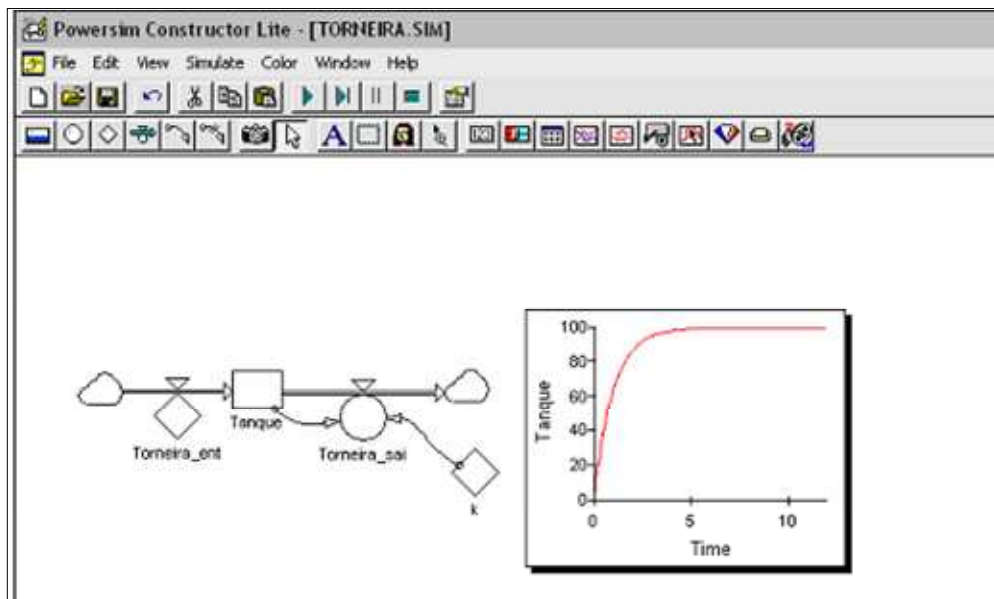 Powersim Constructor Lite - [TORNEIRA.SIM]
File Edit View Simulate Color Window Help
A
Tanque
Torneira_ent
Torneira_sai
k
Tanque
100
80
60
40
20
0
0 5 10
Time